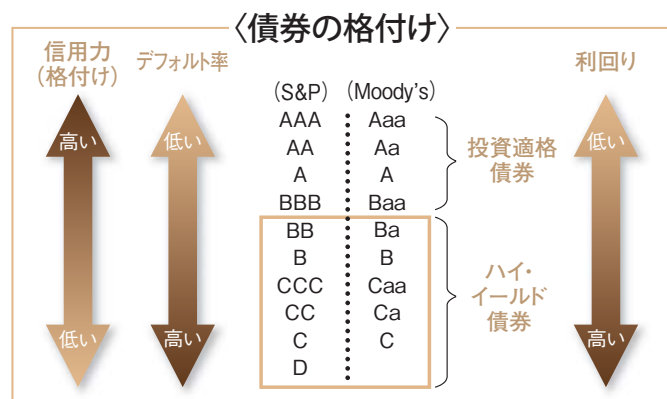 〈債券の格付け〉
信用力
(格付け)
デフォルト率
利回り
(S&P) (Moody's)
高い
低い
低い
AAA Aaa
AA Aa
A A
BBB Baa
投資適格
債券
BB Ba
B B
CCC Caa
CC Ca
C C
D
ハイ・
イールド
債券
低い
高い
高い